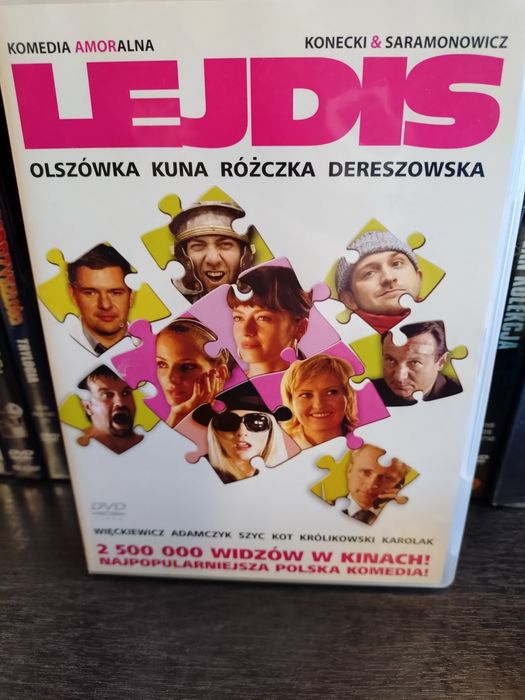 KOMEDIA AMORALNA
KONECKI & SARAMONOWICZ
LEJDIS
OLSZÓWKA KUNA RÓŻCZKA DERESZOWSKA
DVD
VIDEO
WIĘCKIEWICZ ADAMCZYK SZYC KOT KRÓLIKOWSKI KAROLAK
2 500 000 WIDZÓW W KINACH!
NAJPOPULARNIEJSZA POLSKA KOMEDIA!